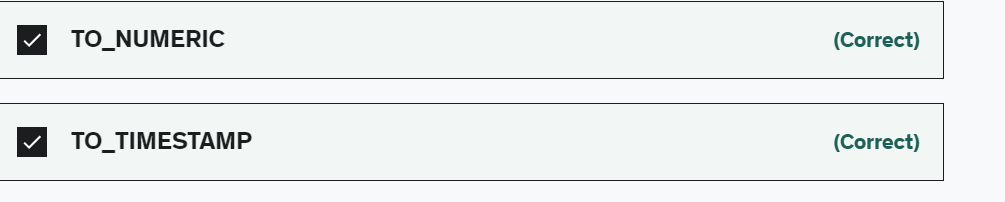 TO_NUMERIC (Correct)
TO_TIMESTAMP (Correct)